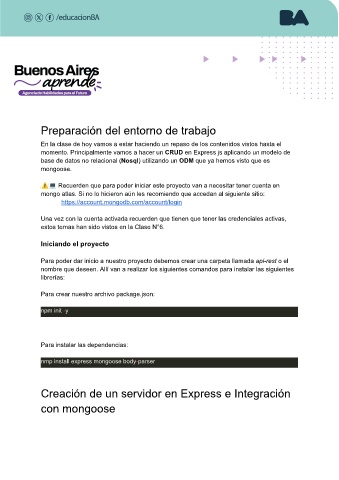 /educacionBA
BA
Buenos Aires
aprende
Agencia de Habilidades para el Futuro
Preparación del entorno de trabajo
En la clase de hoy vamos a estar haciendo un repaso de los contenidos vistos hasta el
momento. Principalmente vamos a hacer un CRUD en Express js aplicando un modelo de
base de datos no relacional (Nosql) utilizando un ODM que ya hemos visto que es
mongoose.
⚠️💻 Recuerden que para poder iniciar este proyecto van a necesitar tener cuenta en
mongo atlas. Si no lo hicieron aún les recomiendo que accedan al siguiente sitio:
https://account.mongodb.com/account/login
Una vez con la cuenta activada recuerden que tienen que tener las credenciales activas,
estos temas han sido vistos en la Clase N°6.
Iniciando el proyecto
Para poder dar inicio a nuestro proyecto debemos crear una carpeta llamada api-rest o el
nombre que deseen. Allí van a realizar los siguientes comandos para instalar las siguientes
librerías:
Para crear nuestro archivo package.json:
npm init -y
Para instalar las dependencias:
nmp install express mongoose body-parser
Creación de un servidor en Express e Integración
con mongoose